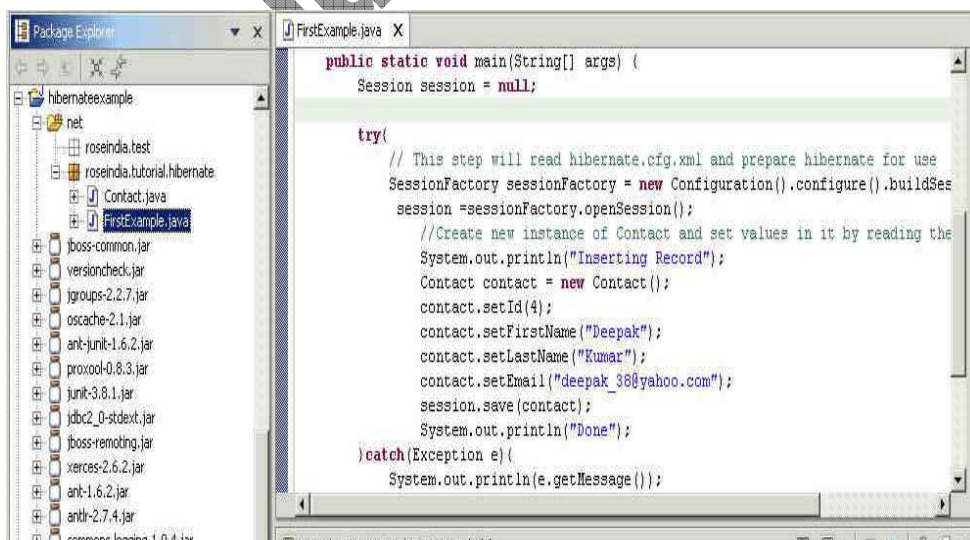 Package Explorer
hibernateexample
net
roseindia.test
roseindia.tutorial.hibernate
Contact.java
FirstExample.java
jboss-common.jar
versioncheck.jar
jgroups-2.2.7.jar
oscache-2.1.jar
ant-junit-1.6.2.jar
proxool-0.8.3.jar
junit-3.8.1.jar
jdbc2_0-stdext.jar
jboss-remoting.jar
xerces-2.6.2.jar
ant-1.6.2.jar
antlr-2.7.4.jar
commons-logging-1.0.4.jar
FirstExample.java X
public static void main(String[] args) {
Session session = null;
try{
// This step will read hibernate.cfg.xml and prepare hibernate for use
SessionFactory sessionFactory = new Configuration().configure().buildSes
session =sessionFactory.openSession();
//Create new instance of Contact and set values in it by reading the
System.out.println("Inserting Record");
Contact contact = new Contact();
contact.setId(4);
contact.setFirstName("Deepak");
contact.setLastName("Kumar");
contact.setEmail("deepak_38@yahoo.com");
session.save(contact);
System.out.println("Done");
}catch(Exception e){
System.out.println(e.getMessage());